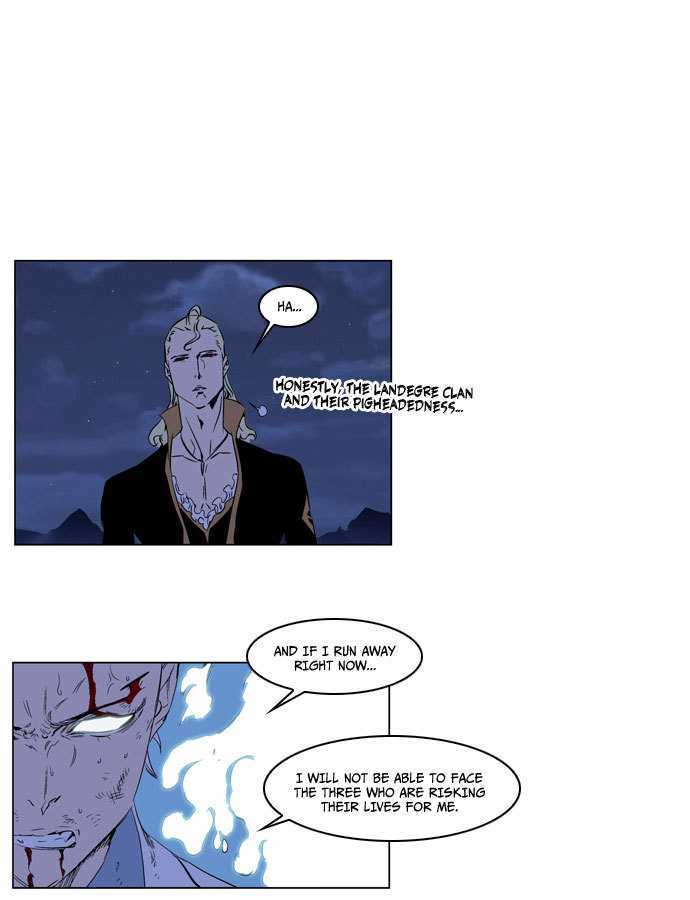 HA...
HONESTLY, THE LANDEGRE CLAN
AND THEIR PIGHEADEDNESS...
AND IF I RUN AWAY
RIGHT NOW...
I WILL NOT BE ABLE TO FACE
THE THREE WHO ARE RISKING
THEIR LIVES FOR ME.